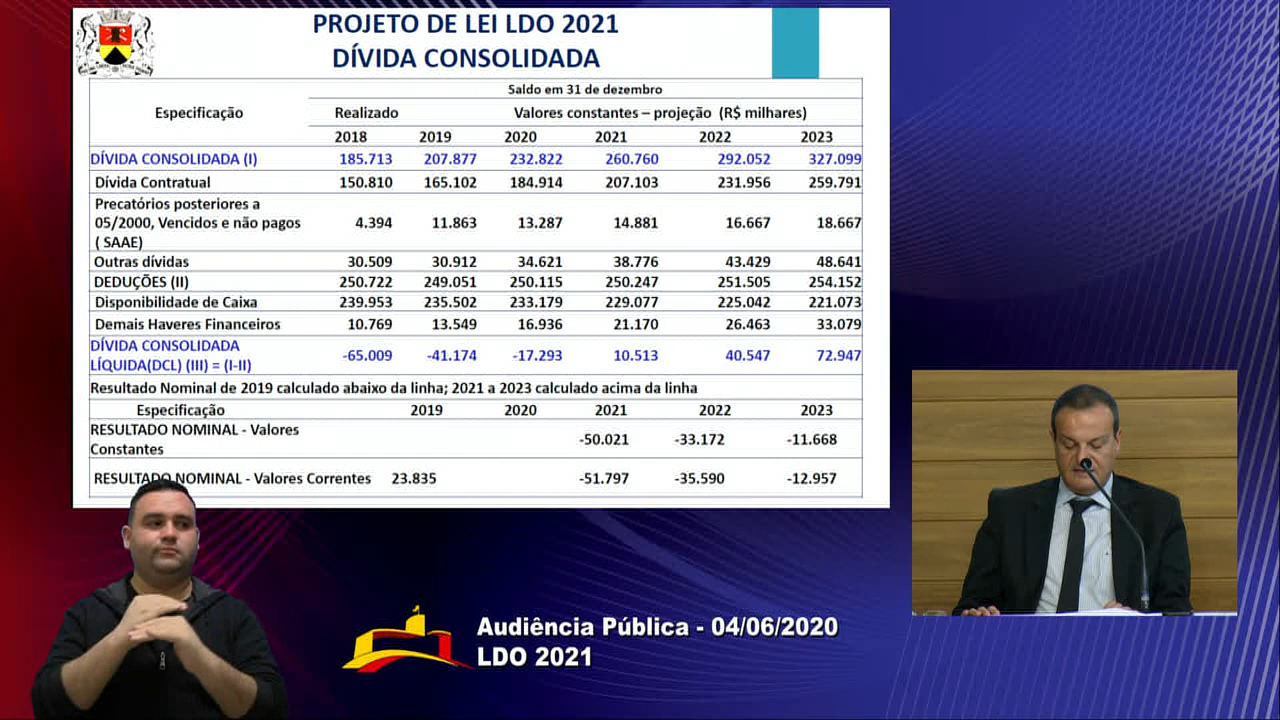 PROJETO DE LEI LDO 2021
DÍVIDA CONSOLIDADA
Saldo em 31 de dezembro
Especificação Realizado Valores constantes – projeção (R$ milhares)
2018 2019 2020 2021 2022 2023
DÍVIDA CONSOLIDADA (I) 185.713 207.877 232.822 260.760 292.052 327.099
Dívida Contratual 150.810 165.102 184.914 207.103 231.956 259.791
Precatórios posteriores a
05/2000, Vencidos e não pagos 4.394 11.863 13.287 14.881 16.667 18.667
( SAAE)
Outras dívidas 30.509 30.912 34.621 38.776 43.429 48.641
DEDUÇÕES (II) 250.722 249.051 250.115 250.247 251.505 254.152
Disponibilidade de Caixa 239.953 235.502 233.179 229.077 225.042 221.073
Demais Haveres Financeiros 10.769 13.549 16.936 21.170 26.463 33.079
DÍVIDA CONSOLIDADA
LÍQUIDA(DCL) (III) = (I-II) -65.009 -41.174 -17.293 10.513 40.547 72.947
Resultado Nominal de 2019 calculado abaixo da linha; 2021 a 2023 calculado acima da linha
Especificação 2019 2020 2021 2022 2023
RESULTADO NOMINAL - Valores
Constantes -50.021 -33.172 -11.668
RESULTADO NOMINAL - Valores Correntes 23.835 -51.797 -35.590 -12.957
Audiência Pública - 04/06/2020
LDO 2021